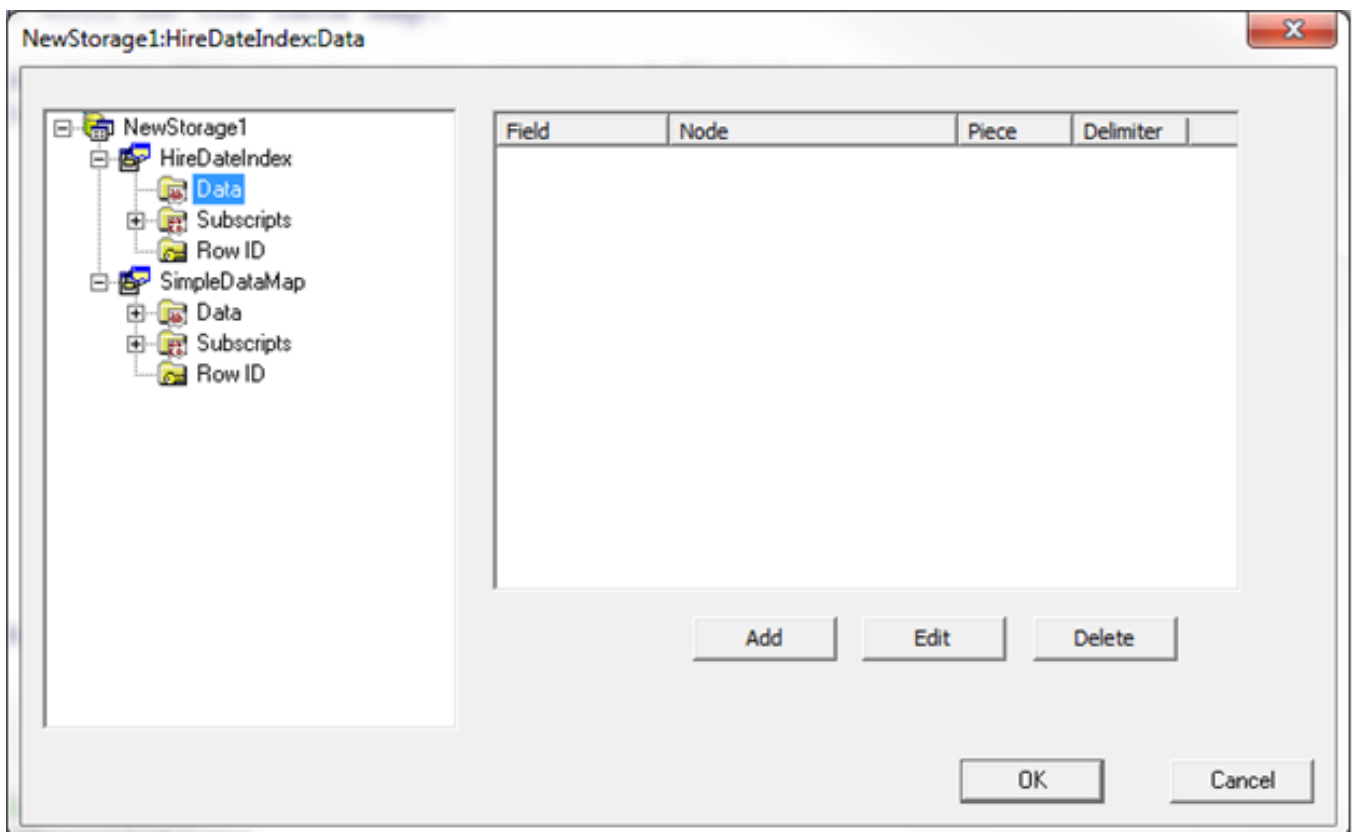 NewStorage1:HireDateIndex:Data
NewStorage1
HireDateIndex
Data
Subscripts
Row ID
SimpleDataMap
Data
Subscripts
Row ID
Field Node Piece Delimiter
Add Edit Delete
OK Cancel